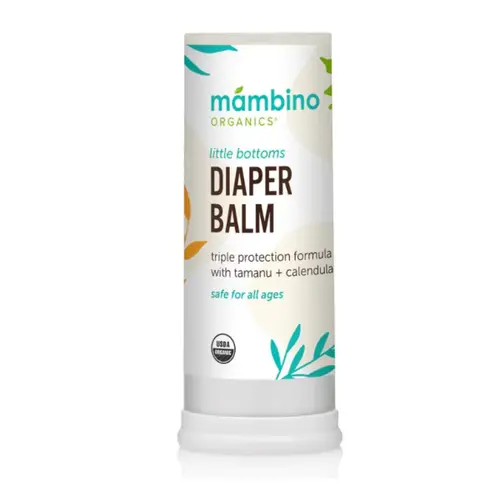 mambino
ORGANICS®
little bottoms
DIAPER
BALM
triple protection formula
with tamanu + calendula
safe for all ages
USDA
ORGANIC